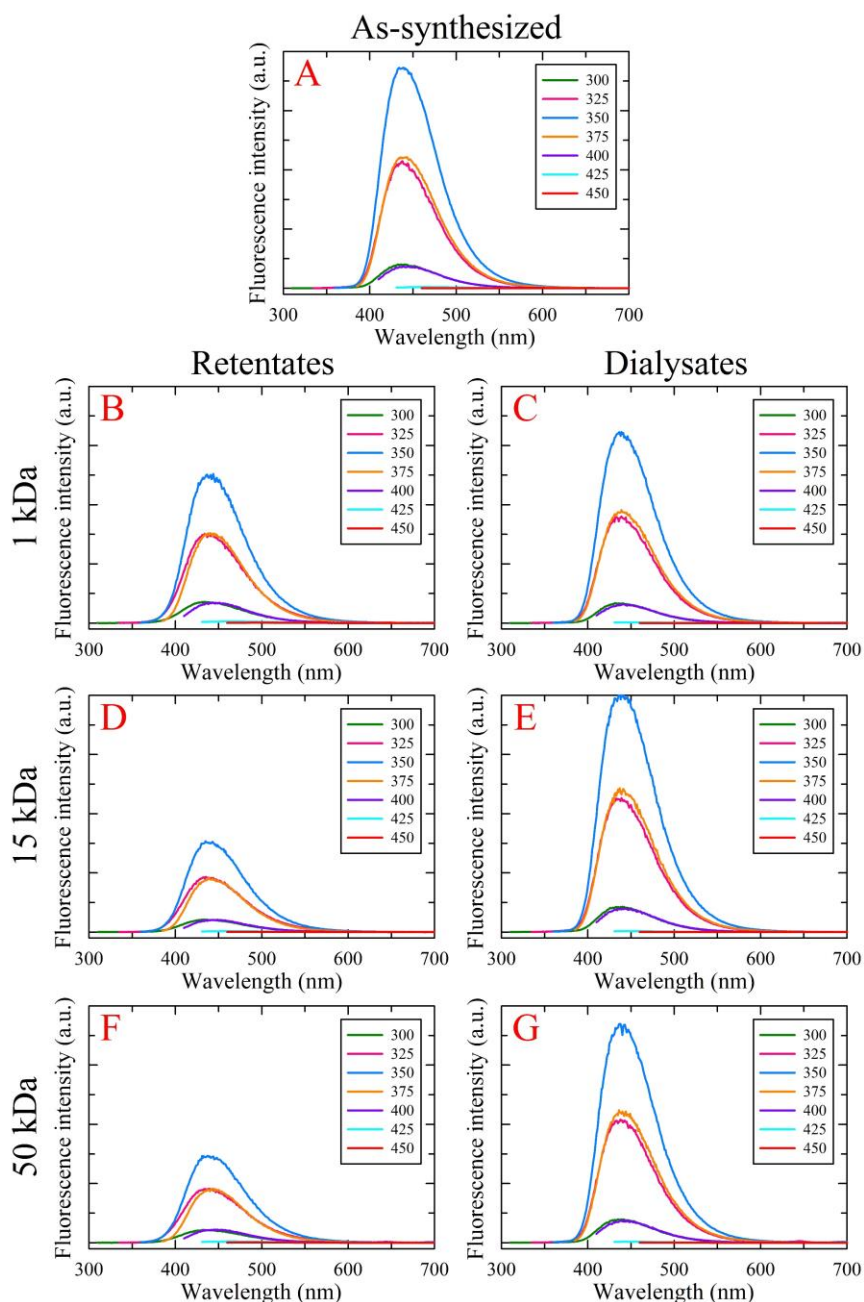 As-synthesized
A
300
325
350
375
400
425
450
Fluorescence intensity (a.u.)
300 400 500 600 700
Wavelength (nm)
Retentates
Dialysates
1 kDa
B
300
325
350
375
400
425
450
Fluorescence intensity (a.u.)
300 400 500 600 700
Wavelength (nm)
C
300
325
350
375
400
425
450
Fluorescence intensity (a.u.)
300 400 500 600 700
Wavelength (nm)
15 kDa
D
300
325
350
375
400
425
450
Fluorescence intensity (a.u.)
300 400 500 600 700
Wavelength (nm)
E
300
325
350
375
400
425
450
Fluorescence intensity (a.u.)
300 400 500 600 700
Wavelength (nm)
50 kDa
F
300
325
350
375
400
425
450
Fluorescence intensity (a.u.)
300 400 500 600 700
Wavelength (nm)
G
300
325
350
375
400
425
450
Fluorescence intensity (a.u.)
300 400 500 600 700
Wavelength (nm)